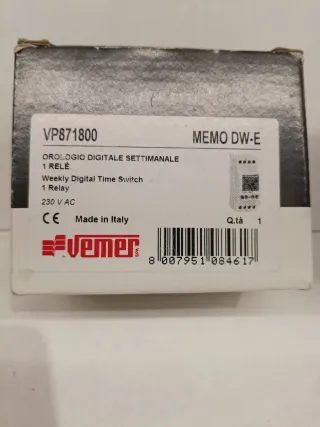 VP871800 MEMO DW-E
OROLOGIO DIGITALE SETTIMANALE
1 RELÈ
Weekly Digital Time Switch
1 Relay
230 V AC
CE Made in Italy Q.tà 1
Vemer
8 007951 084617